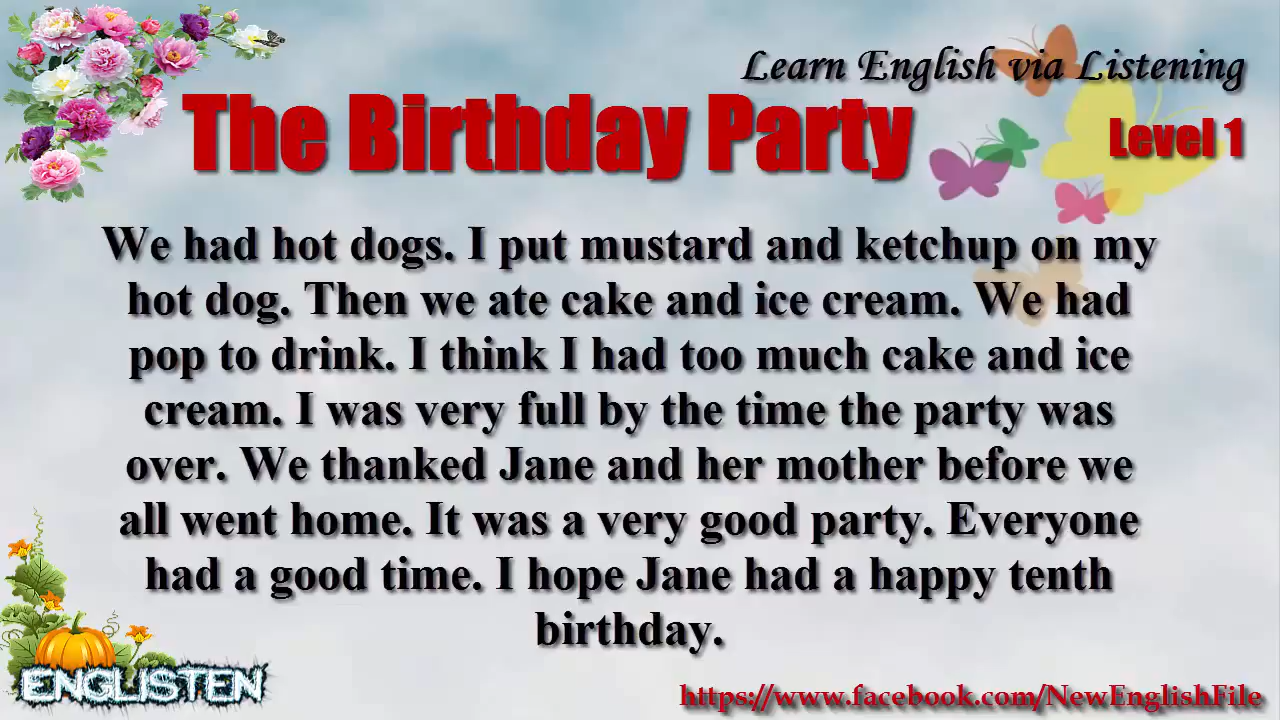 Learn English via Listening
The Birthday Party
Level 1
We had hot dogs. I put mustard and ketchup on my
hot dog. Then we ate cake and ice cream. We had
pop to drink. I think I had too much cake and ice
cream. I was very full by the time the party was
over. We thanked Jane and her mother before we
all went home. It was a very good party. Everyone
had a good time. I hope Jane had a happy tenth
birthday.
ENGLISTEN
https://www.facebook.com/NewEnglishFile